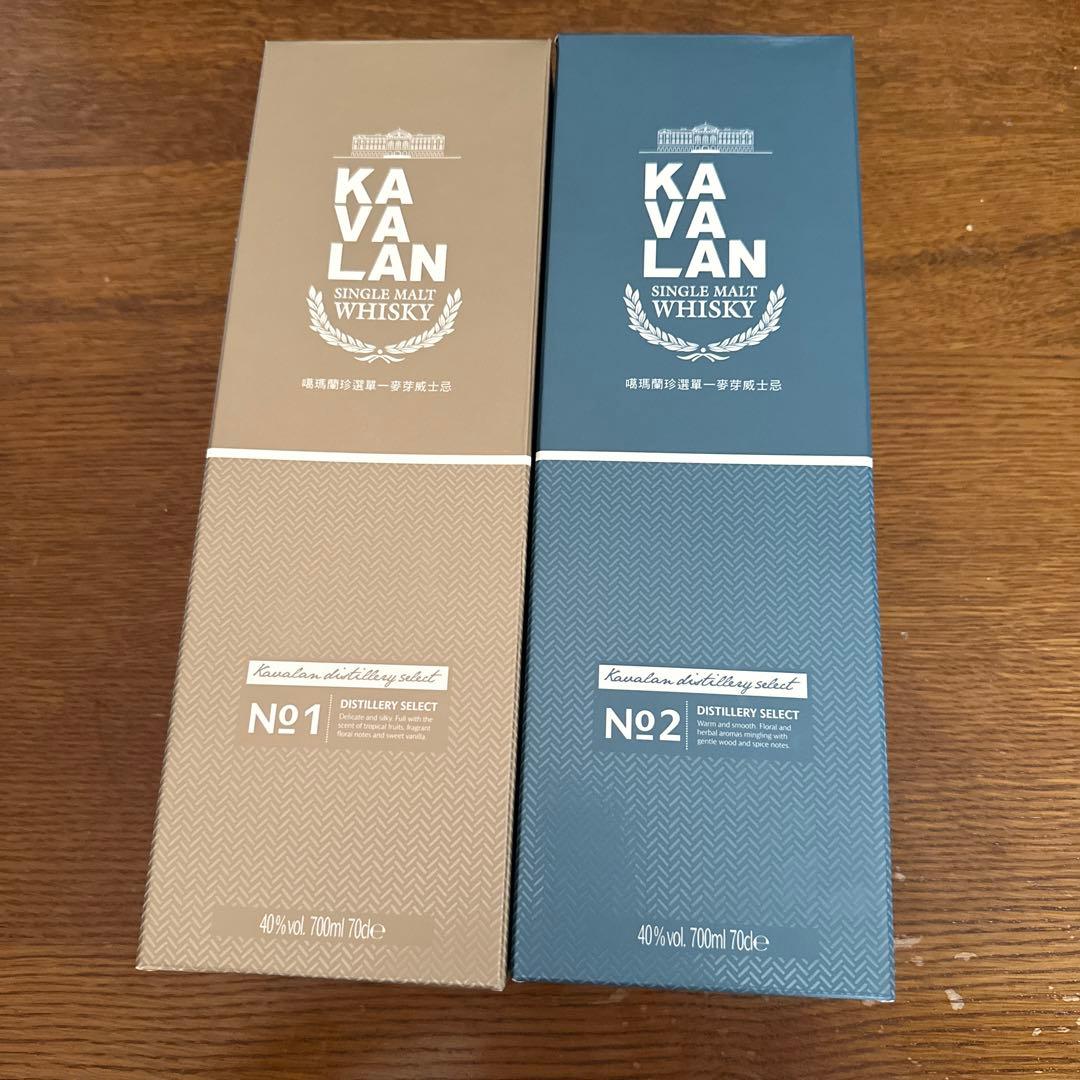 KA
VA
LAN
SINGLE MALT
WHISKY
噶瑪蘭珍選單一麥芽威士忌
Kavalan distillery select
No1
DISTILLERY SELECT
Delicate and silky. Full with the
scent of tropical fruits, fragrant
floral notes and sweet vanilla.
40%vol. 700ml 70cl℮
KA
VA
LAN
SINGLE MALT
WHISKY
噶瑪蘭珍選單一麥芽威士忌
Kavalan distillery select
No2
DISTILLERY SELECT
Warm and smooth. Floral and
herbal aromas mingling with
gentle wood and spice notes.
40%vol. 700ml 70cl℮